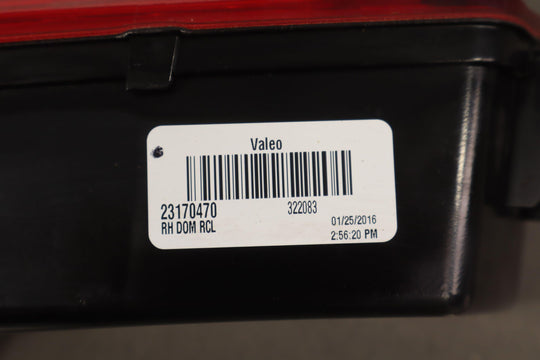 Valeo
23170470 322083
RH DOM RCL 01/25/2016
2:56:20 PM